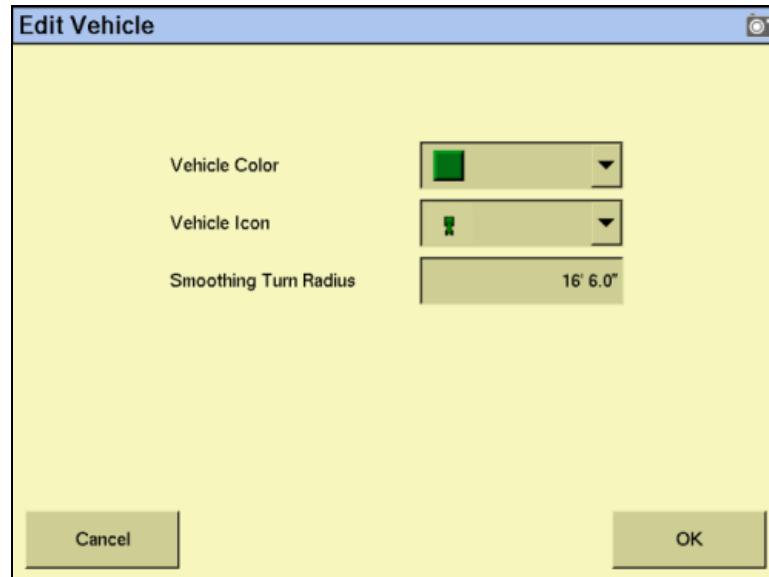 Edit Vehicle
Vehicle Color
Vehicle Icon
Smoothing Turn Radius 16' 6.0"
Cancel OK